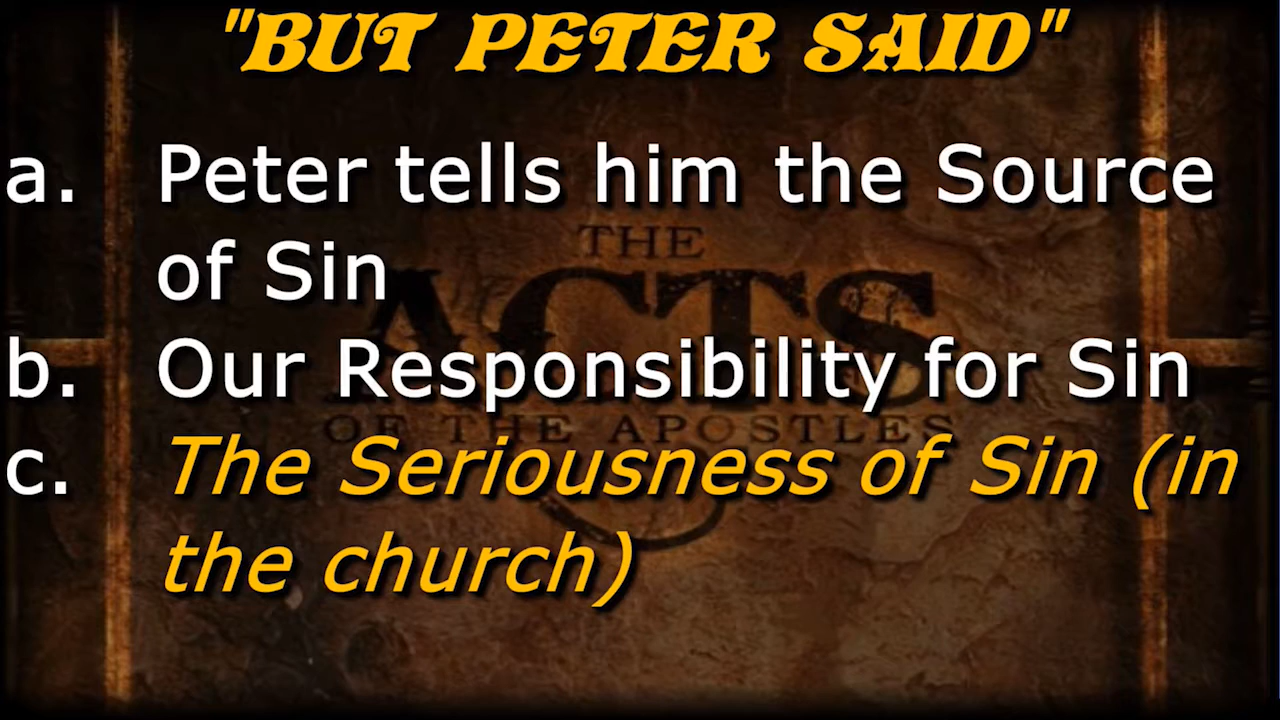 "BUT PETER SAID"
a. Peter tells him the Source
of Sin
b. Our Responsibility for Sin
c. The Seriousness of Sin (in
the church)
THE
ACTS
OF THE APOSTLES